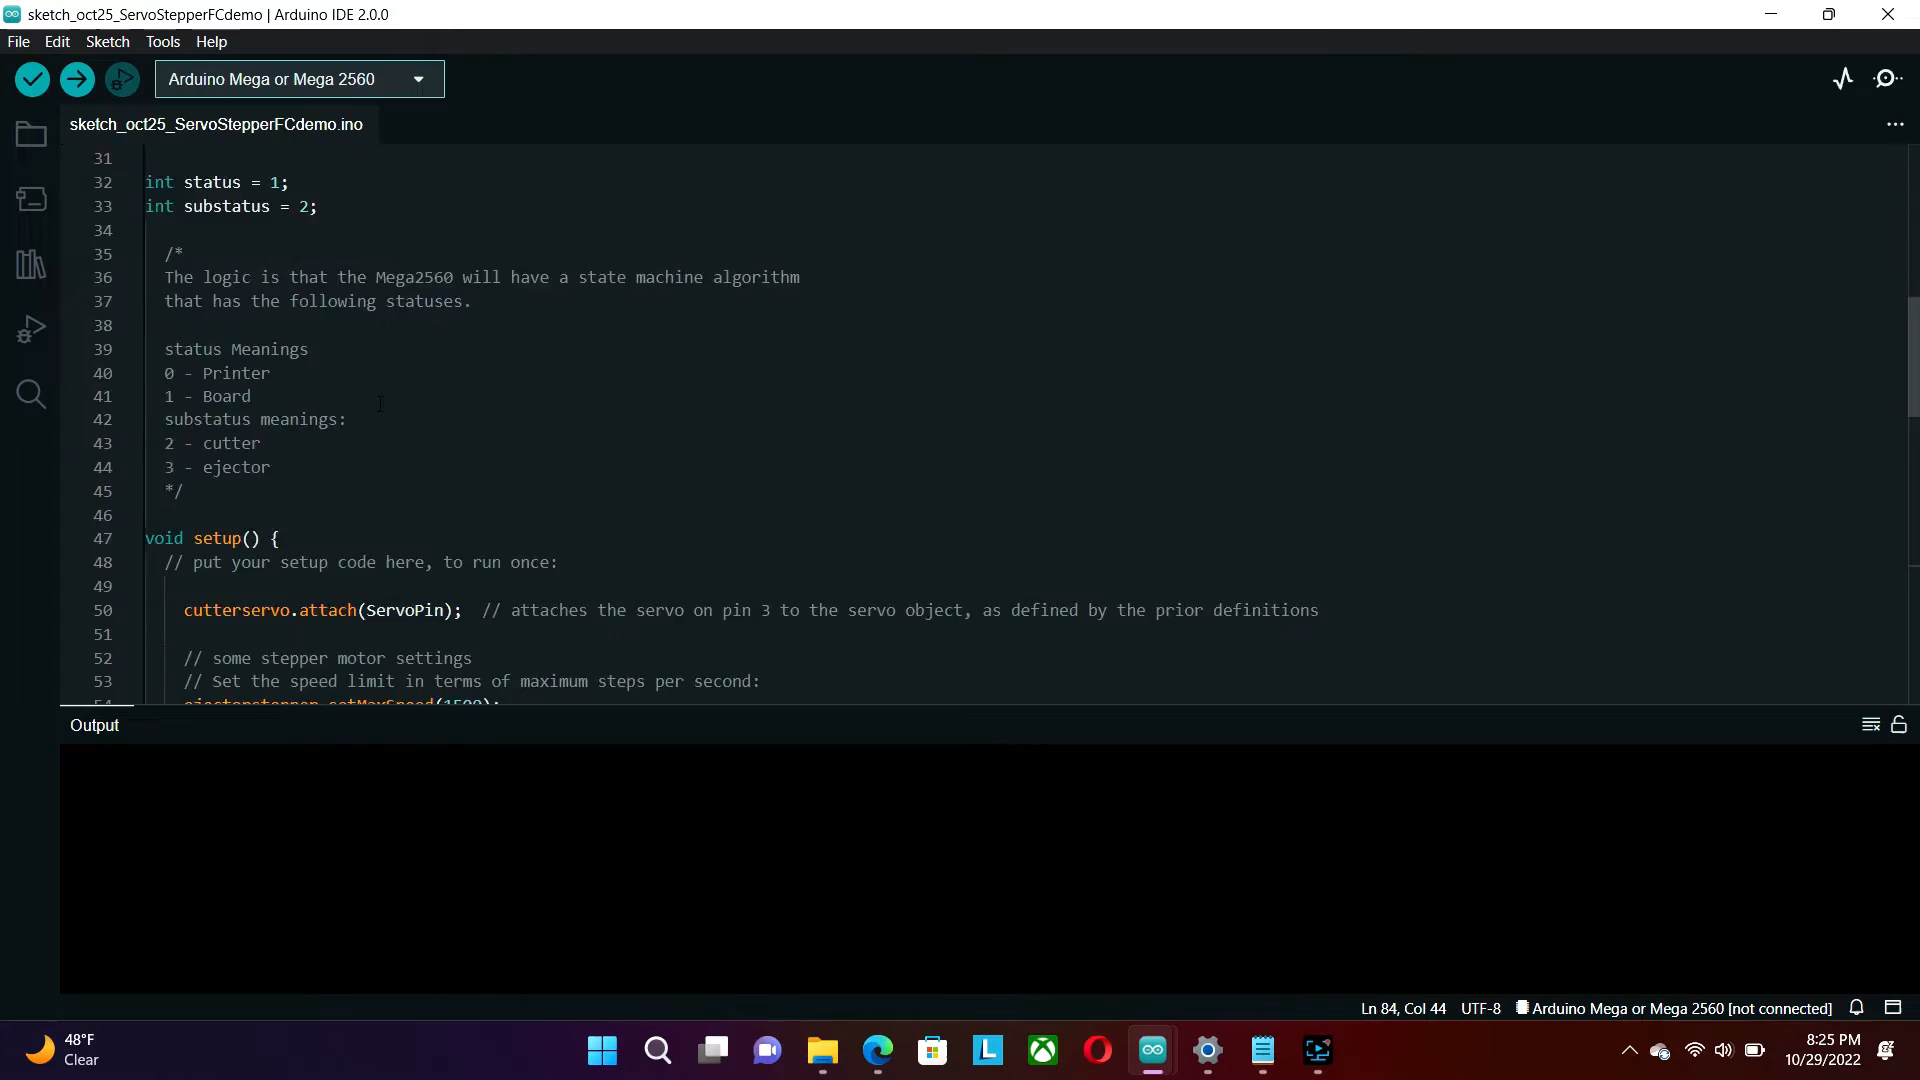 sketch_oct25_ServoStepperFCdemo | Arduino IDE 2.0.0
File Edit Sketch Tools Help
Arduino Mega or Mega 2560
sketch_oct25_ServoStepperFCdemo.ino
31
32 int status = 1;
33 int substatus = 2;
34
35 /*
36 The logic is that the Mega2560 will have a state machine algorithm
37 that has the following statuses.
38
39 status Meanings
40 0 - Printer
41 1 - Board
42 substatus meanings:
43 2 - cutter
44 3 - ejector
45 */
46
47 void setup() {
48 // put your setup code here, to run once:
49
50 cutterservo.attach(ServoPin); // attaches the servo on pin 3 to the servo object, as defined by the prior definitions
51
52 // some stepper motor settings
53 // Set the speed limit in terms of maximum steps per second:
54 ejectorstepper.setMaxSpeed(1500);
Output
Ln 84, Col 44 UTF-8 Arduino Mega or Mega 2560 [not connected]
48°F
Clear
8:25 PM
10/29/2022